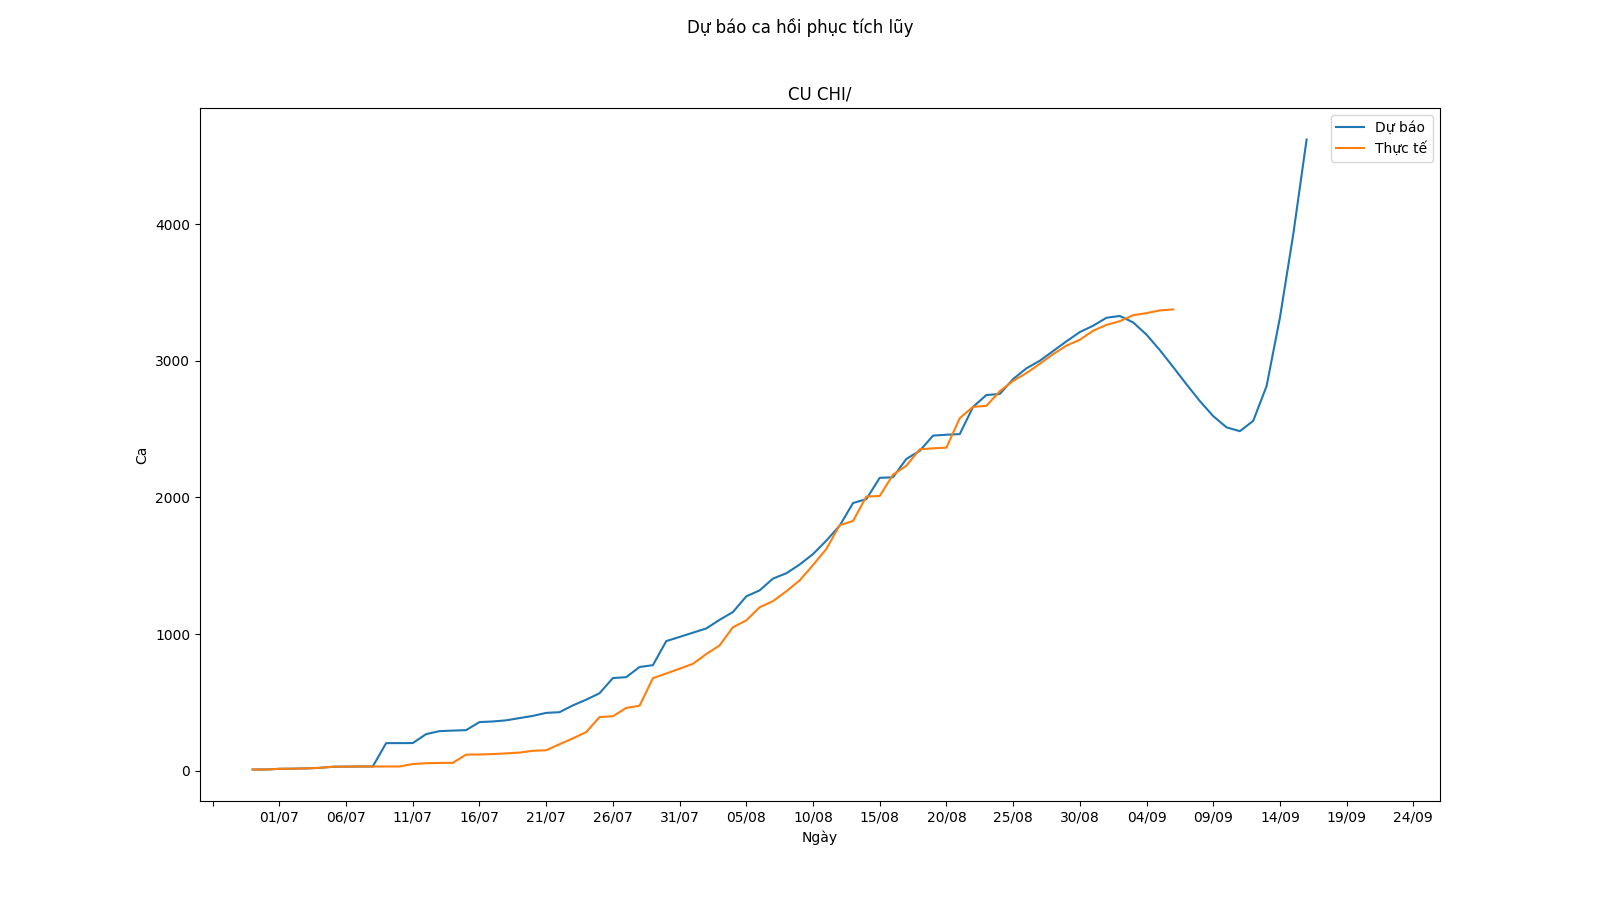 Dự báo ca hồi phục tích lũy
CU CHI/
Dự báo
Thực tế
4000
3000
2000
1000
0
Ca
01/07 06/07 11/07 16/07 21/07 26/07 31/07 05/08 10/08 15/08 20/08 25/08 30/08 04/09 09/09 14/09 19/09 24/09
Ngày